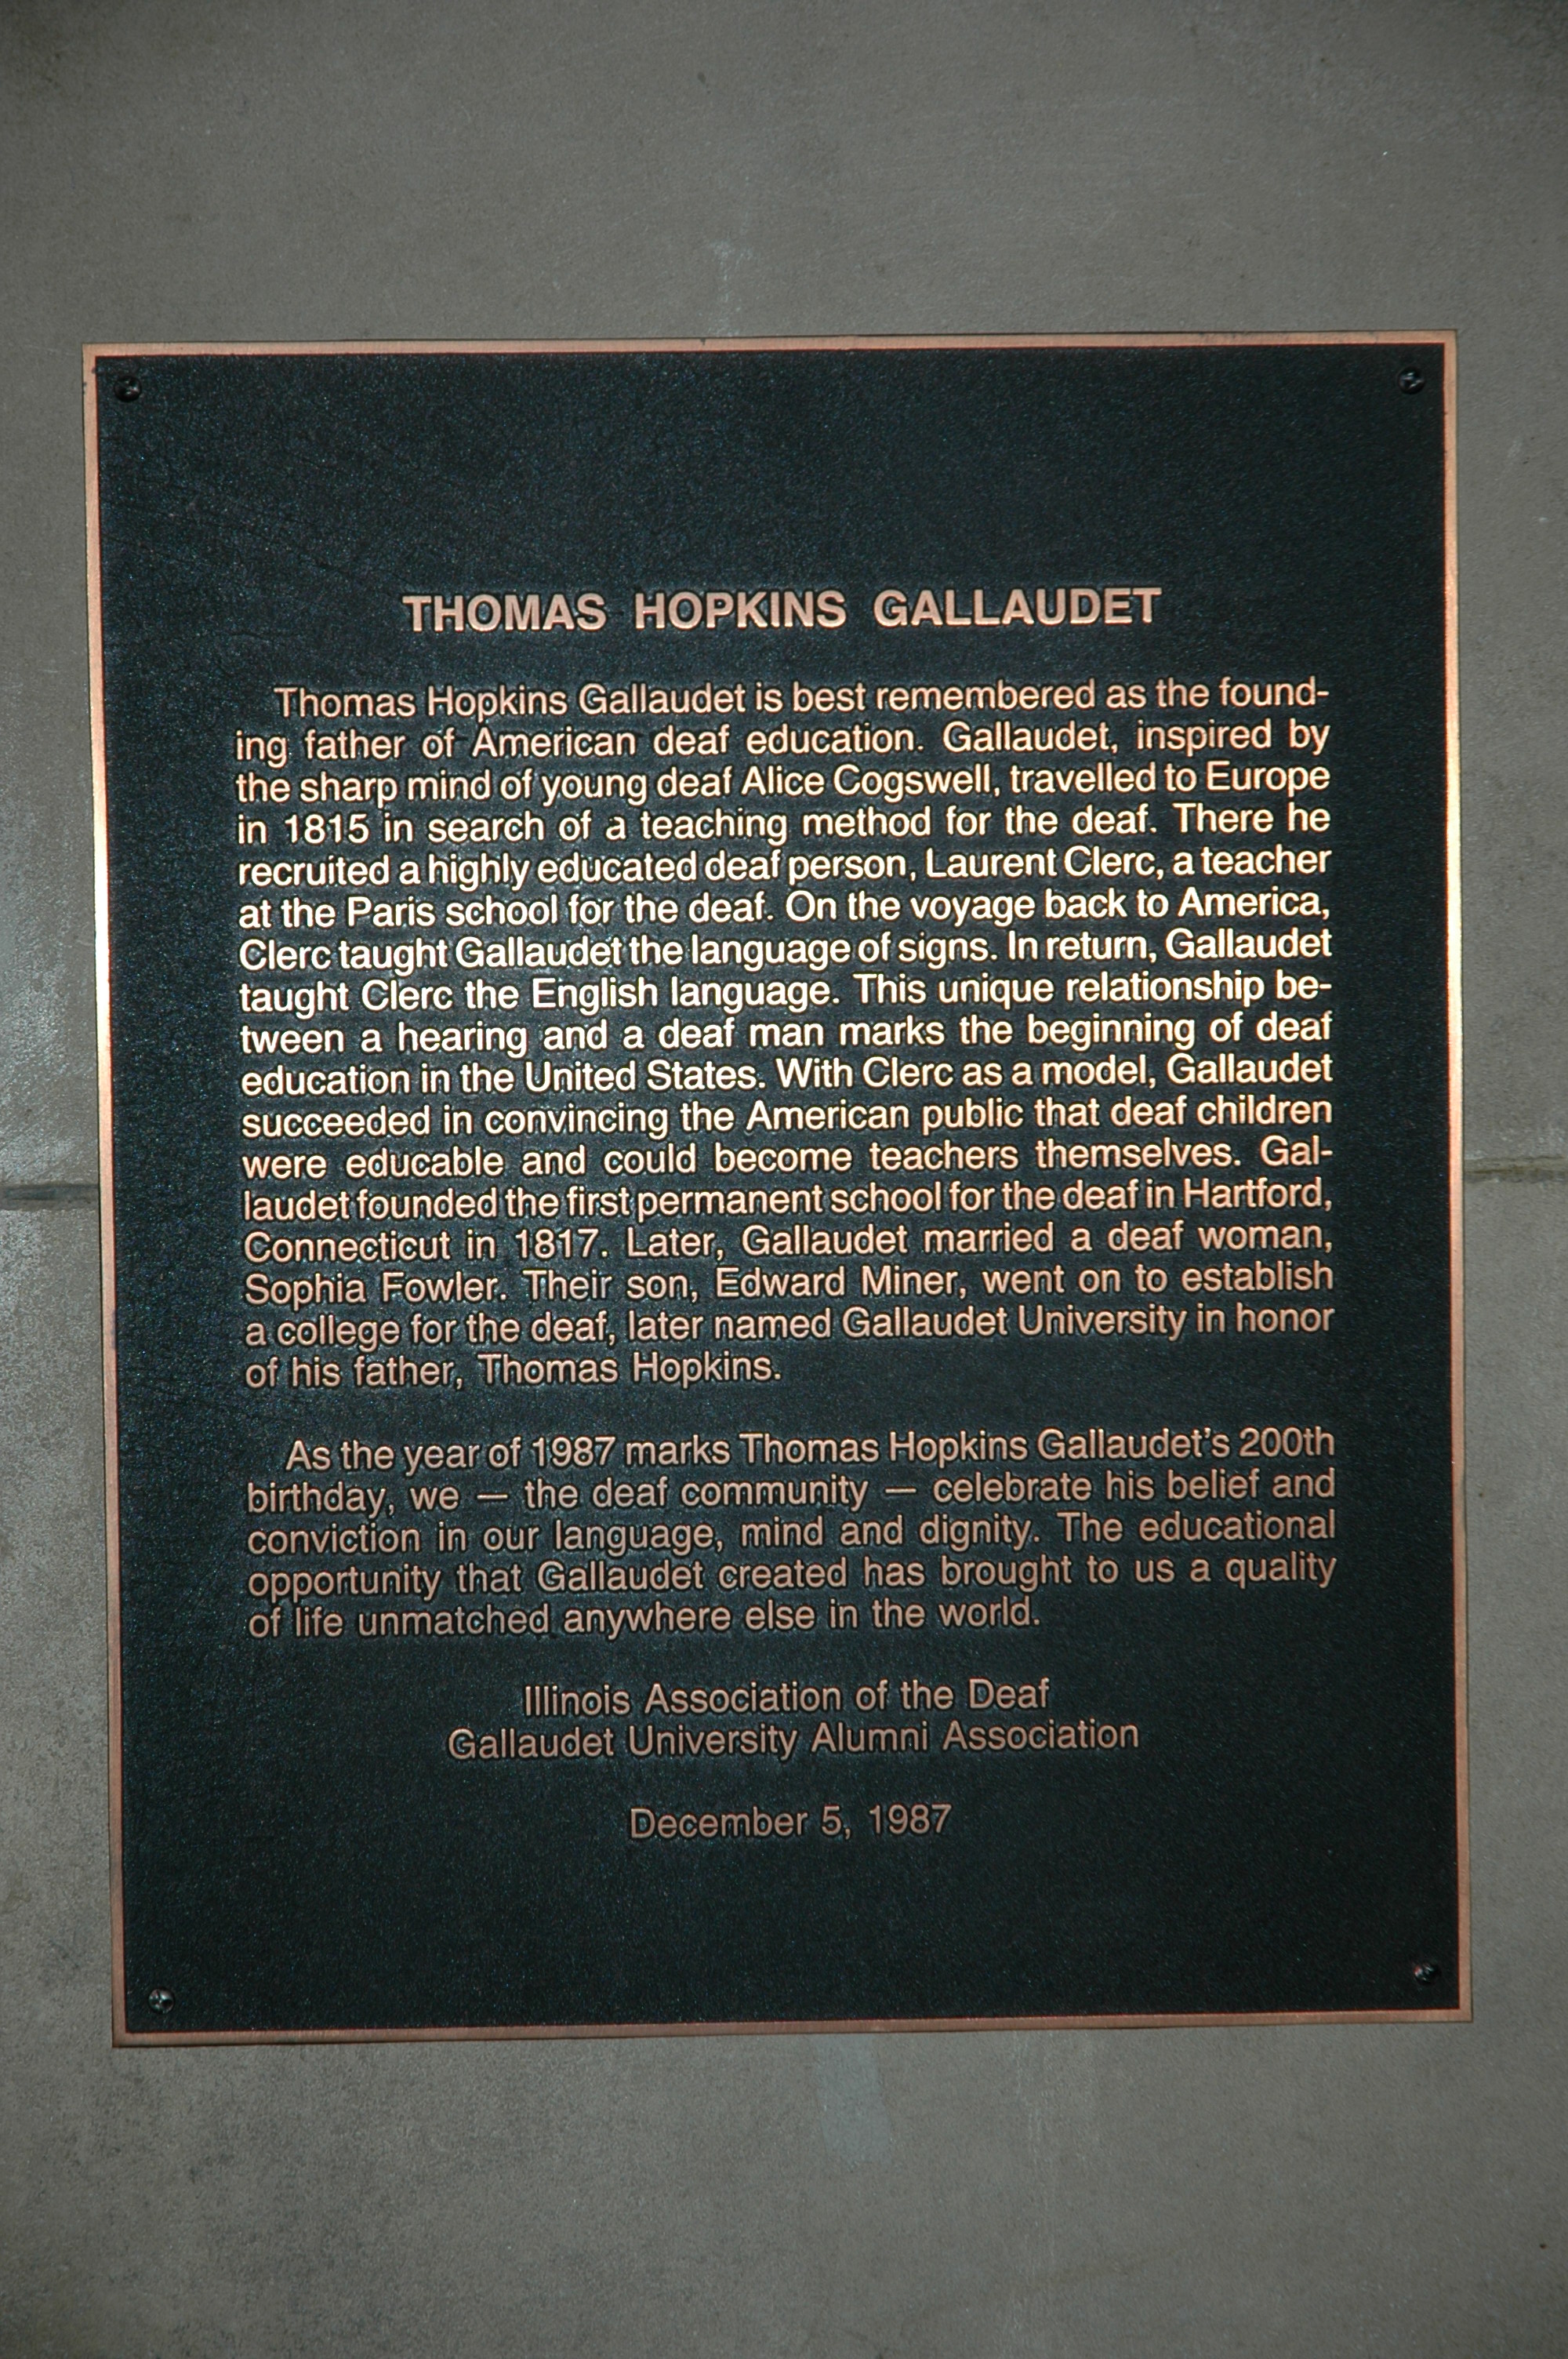 THOMAS HOPKINS GALLAUDET
Thomas Hopkins Gallaudet is best remembered as the found-
ing father of American deaf education. Gallaudet, inspired by
the sharp mind of young deaf Alice Cogswell, travelled to Europe
in 1815 in search of a teaching method for the deaf. There he
recruited a highly educated deaf person, Laurent Clerc, a teacher
at the Paris school for the deaf. On the voyage back to America,
Clerc taught Gallaudet the language of signs. In return, Gallaudet
taught Clerc the English language. This unique relationship be-
tween a hearing and a deaf man marks the beginning of deaf
education in the United States. With Clerc as a model, Gallaudet
succeeded in convincing the American public that deaf children
were educable and could become teachers themselves. Gal-
laudet founded the first permanent school for the deaf in Hartford,
Connecticut in 1817. Later, Gallaudet married a deaf woman,
Sophia Fowler. Their son, Edward Miner, went on to establish
a college for the deaf, later named Gallaudet University in honor
of his father, Thomas Hopkins.
As the year of 1987 marks Thomas Hopkins Gallaudet's 200th
birthday, we — the deaf community — celebrate his belief and
conviction in our language, mind and dignity. The educational
opportunity that Gallaudet created has brought to us a quality
of life unmatched anywhere else in the world.
Illinois Association of the Deaf
Gallaudet University Alumni Association
December 5, 1987